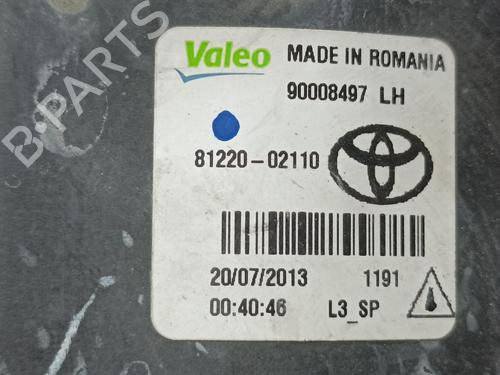 B-PARTS
Valeo MADE IN ROMANIA
90008497 LH
81220-02110
20/07/2013 1191
00:40:46 L3_SP